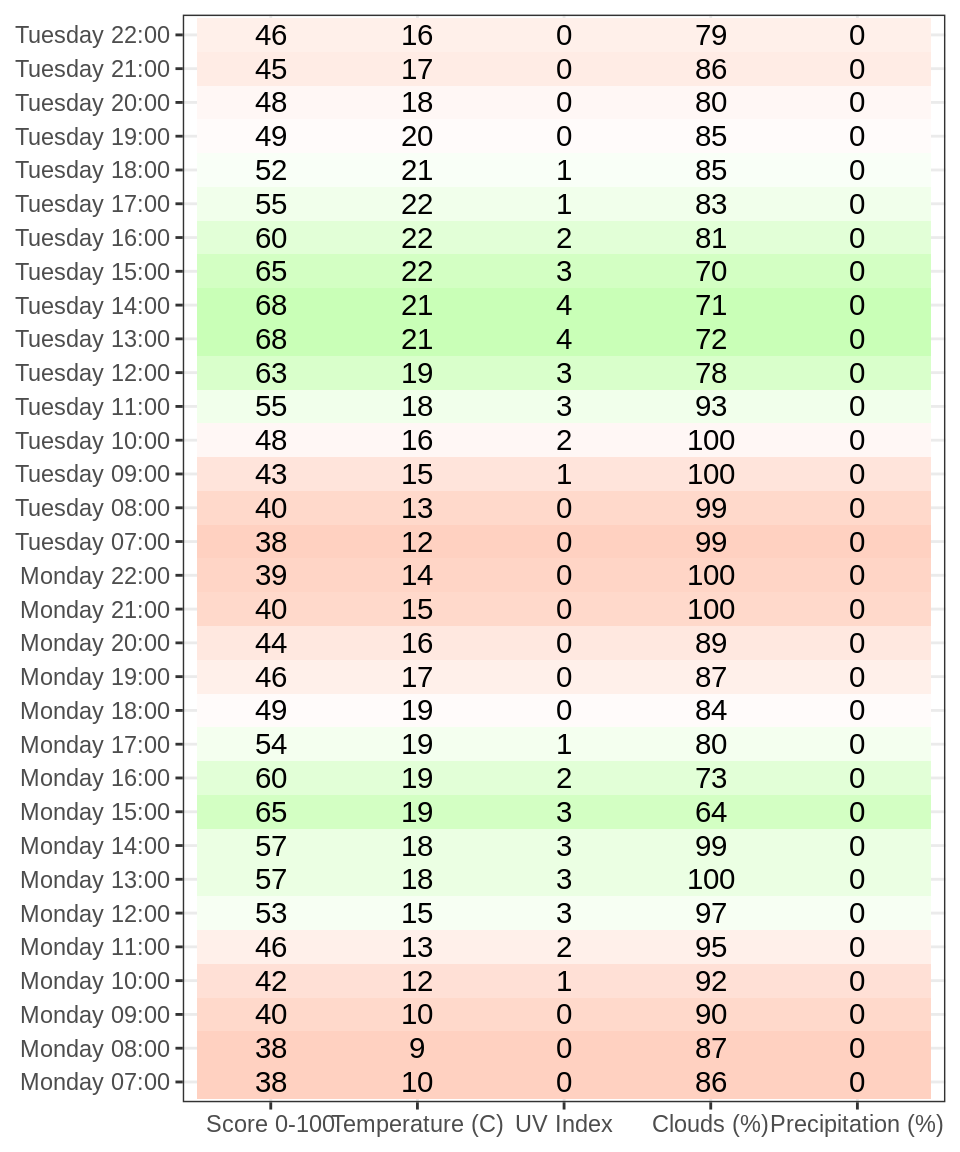 Tuesday 22:00 46 16 0 79 0
Tuesday 21:00 45 17 0 86 0
Tuesday 20:00 48 18 0 80 0
Tuesday 19:00 49 20 0 85 0
Tuesday 18:00 52 21 1 85 0
Tuesday 17:00 55 22 1 83 0
Tuesday 16:00 60 22 2 81 0
Tuesday 15:00 65 22 3 70 0
Tuesday 14:00 68 21 4 71 0
Tuesday 13:00 68 21 4 72 0
Tuesday 12:00 63 19 3 78 0
Tuesday 11:00 55 18 3 93 0
Tuesday 10:00 48 16 2 100 0
Tuesday 09:00 43 15 1 100 0
Tuesday 08:00 40 13 0 99 0
Tuesday 07:00 38 12 0 99 0
Monday 22:00 39 14 0 100 0
Monday 21:00 40 15 0 100 0
Monday 20:00 44 16 0 89 0
Monday 19:00 46 17 0 87 0
Monday 18:00 49 19 0 84 0
Monday 17:00 54 19 1 80 0
Monday 16:00 60 19 2 73 0
Monday 15:00 65 19 3 64 0
Monday 14:00 57 18 3 99 0
Monday 13:00 57 18 3 100 0
Monday 12:00 53 15 3 97 0
Monday 11:00 46 13 2 95 0
Monday 10:00 42 12 1 92 0
Monday 09:00 40 10 0 90 0
Monday 08:00 38 9 0 87 0
Monday 07:00 38 10 0 86 0
Score 0-100 Temperature (C) UV Index Clouds (%) Precipitation (%)